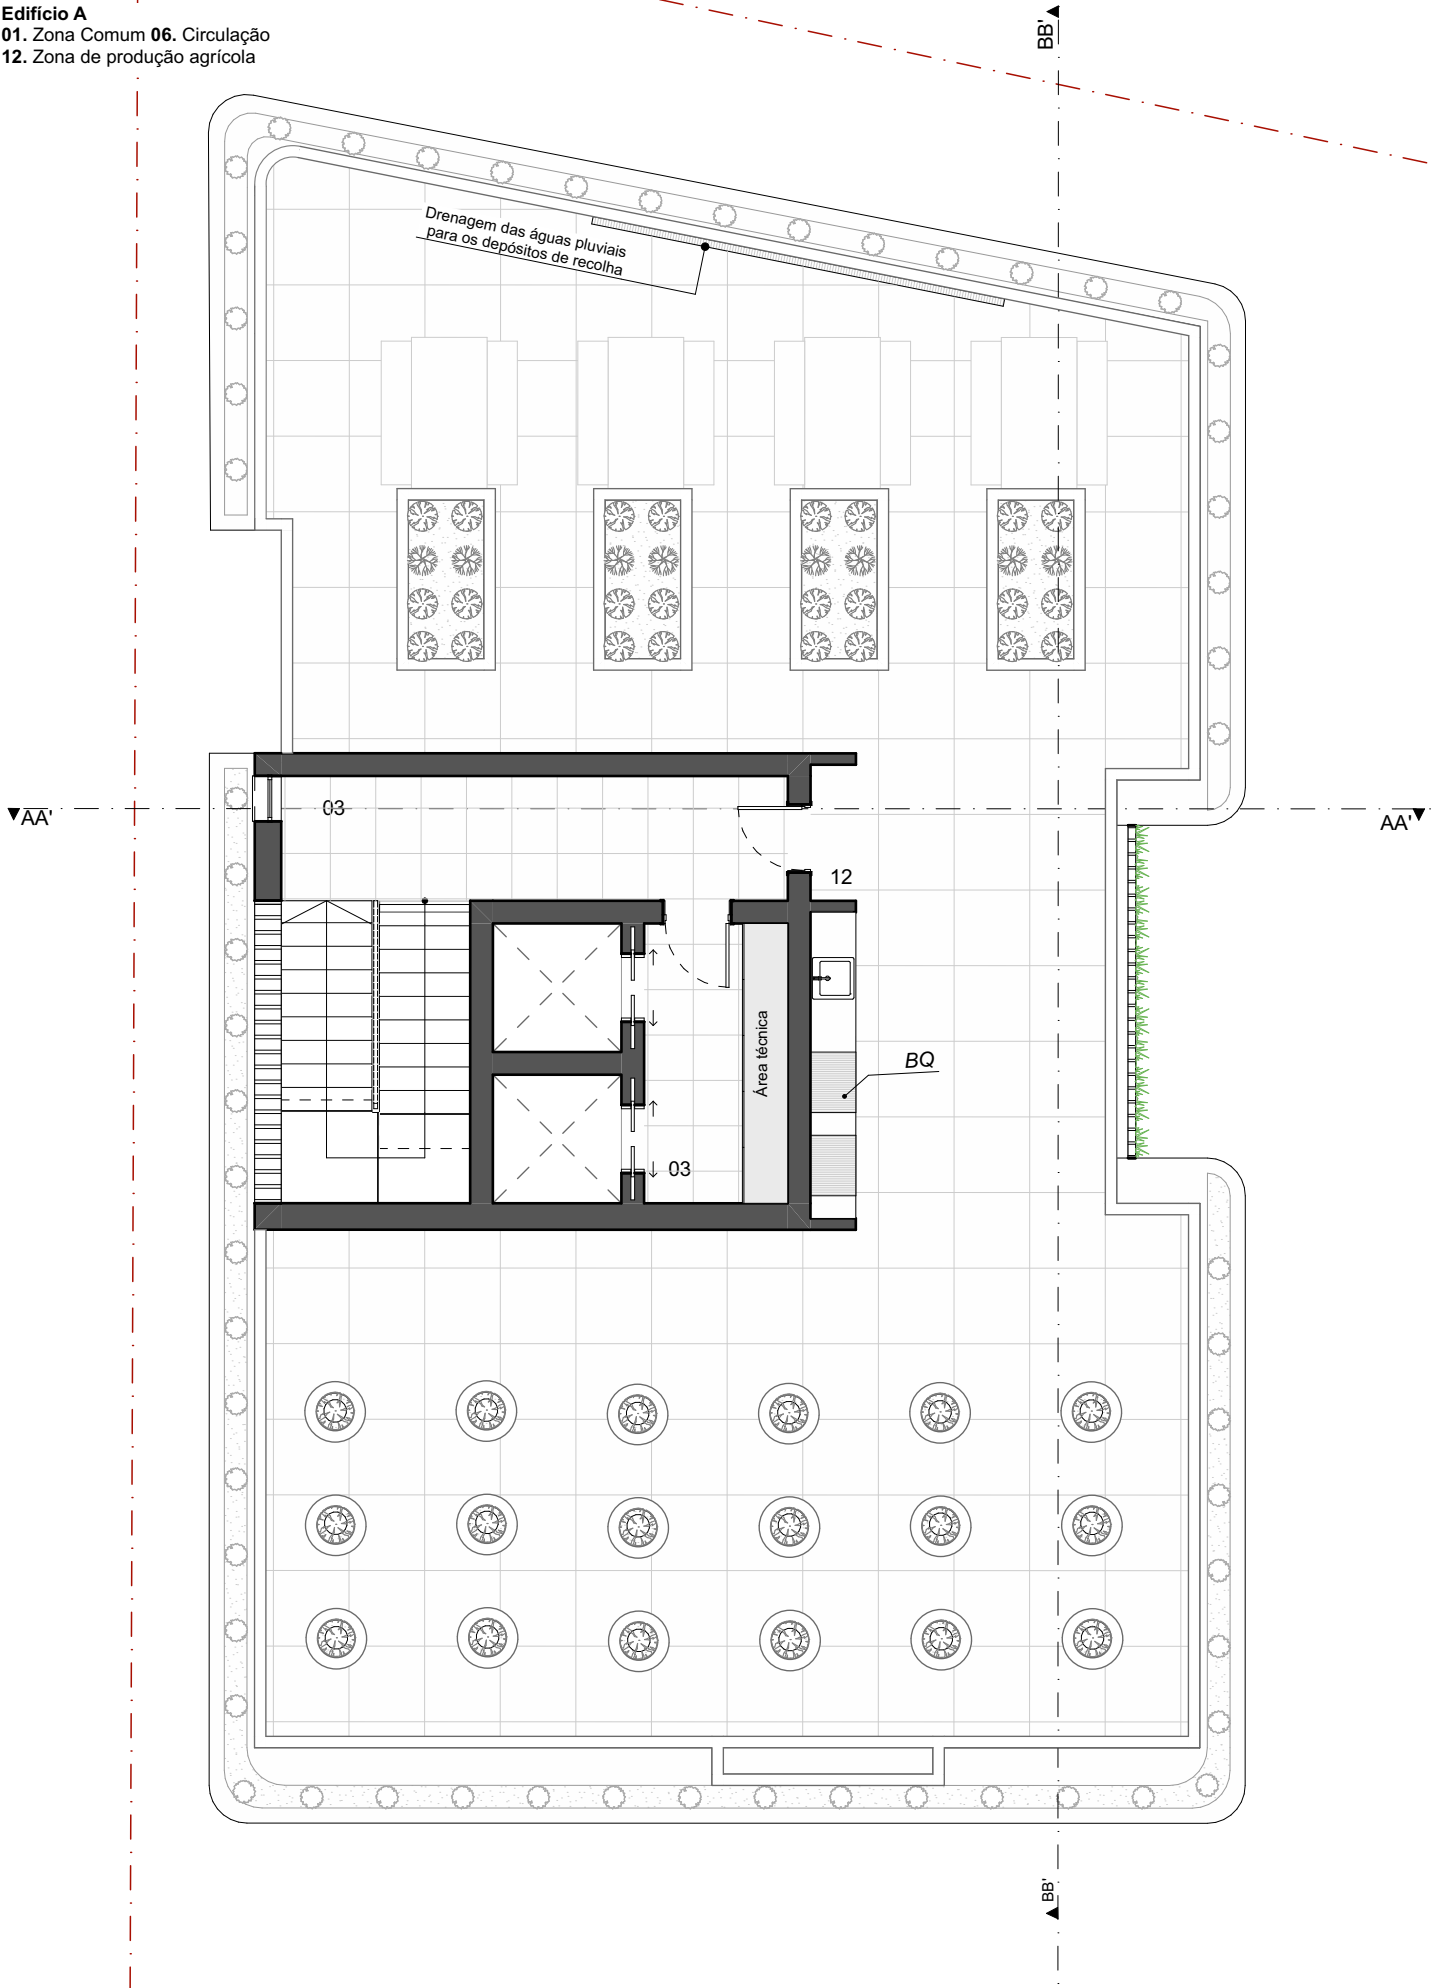 Edifício A
01. Zona Comum 06. Circulação
12. Zona de produção agrícola
BB'
Drenagem das águas pluviais
para os depósitos de recolha
03
AA'
AA'
12
Área técnica
BQ
03
BB'